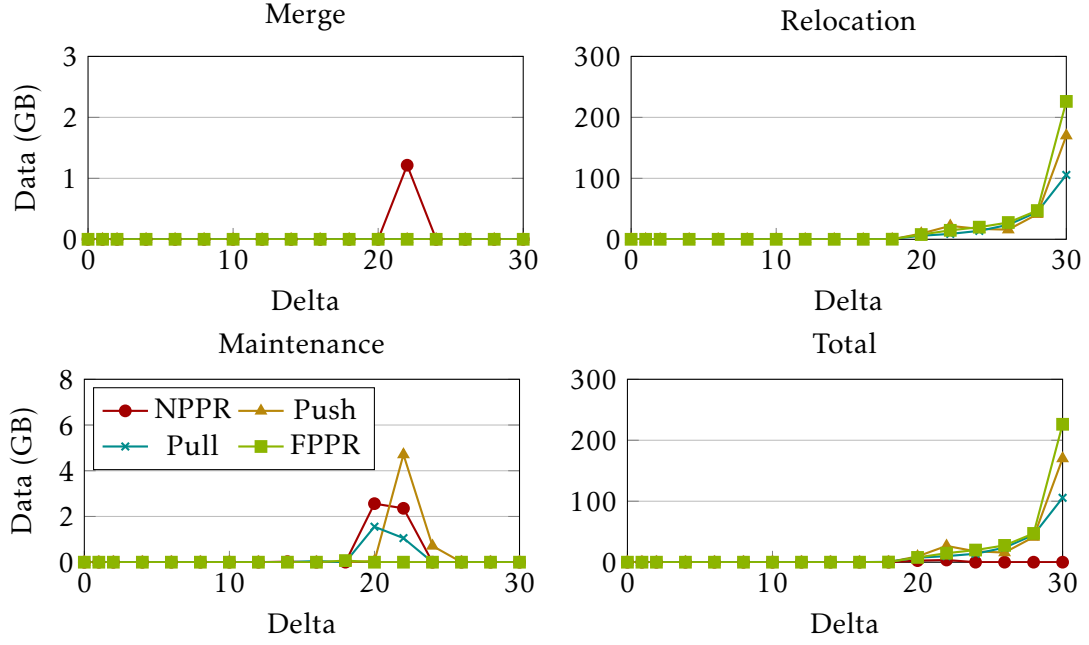 Merge
3
2
1
0
Data (GB)
0 10 20 30
Delta
Relocation
300
200
100
0
0 10 20 30
Delta
Maintenance
8
6
4
2
0
Data (GB)
NPPR Push
Pull FPPR
0 10 20 30
Delta
Total
300
200
100
0
0 10 20 30
Delta